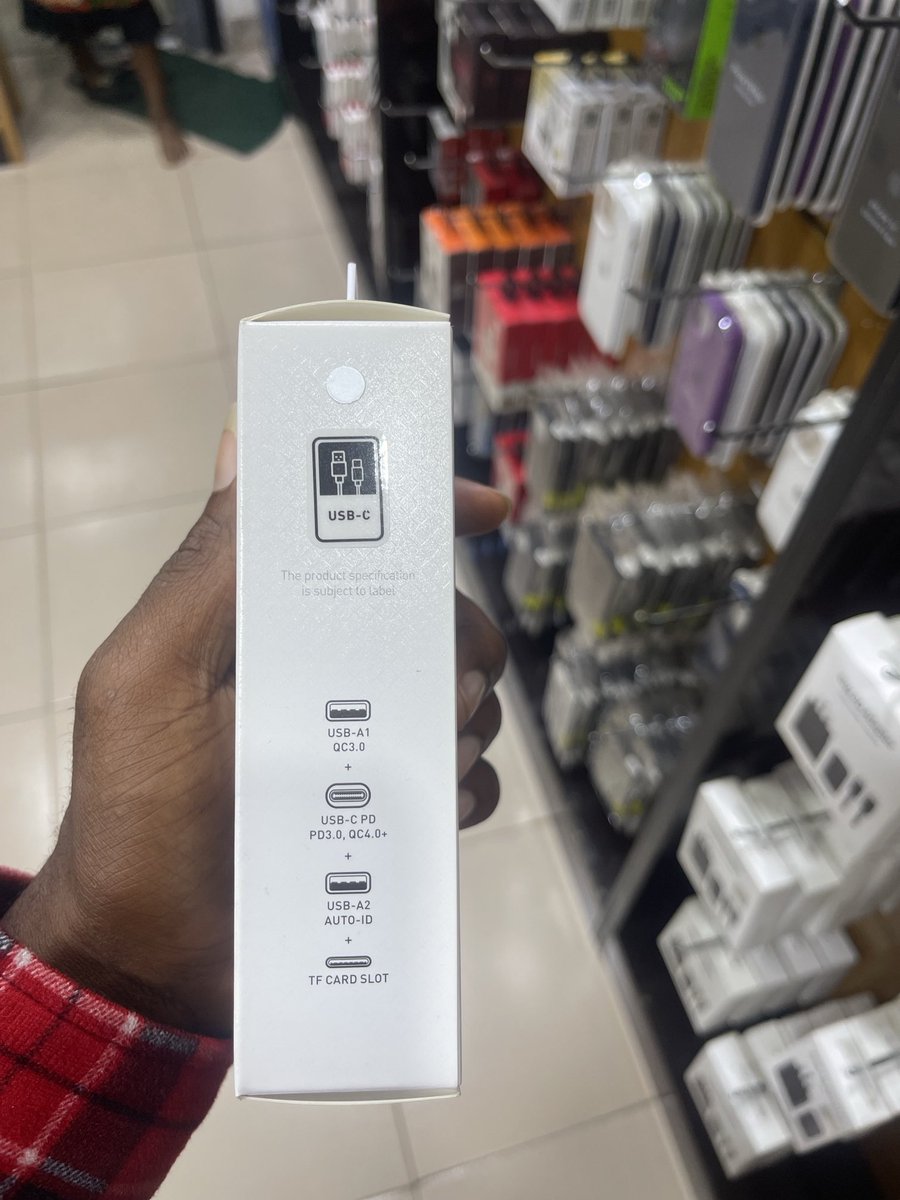 USB-C
The product specification
is subject to label
USB-A1
QC3.0
+
USB-C PD
PD3.0, QC4.0+
+
USB-A2
AUTO-ID
+
TF CARD SLOT